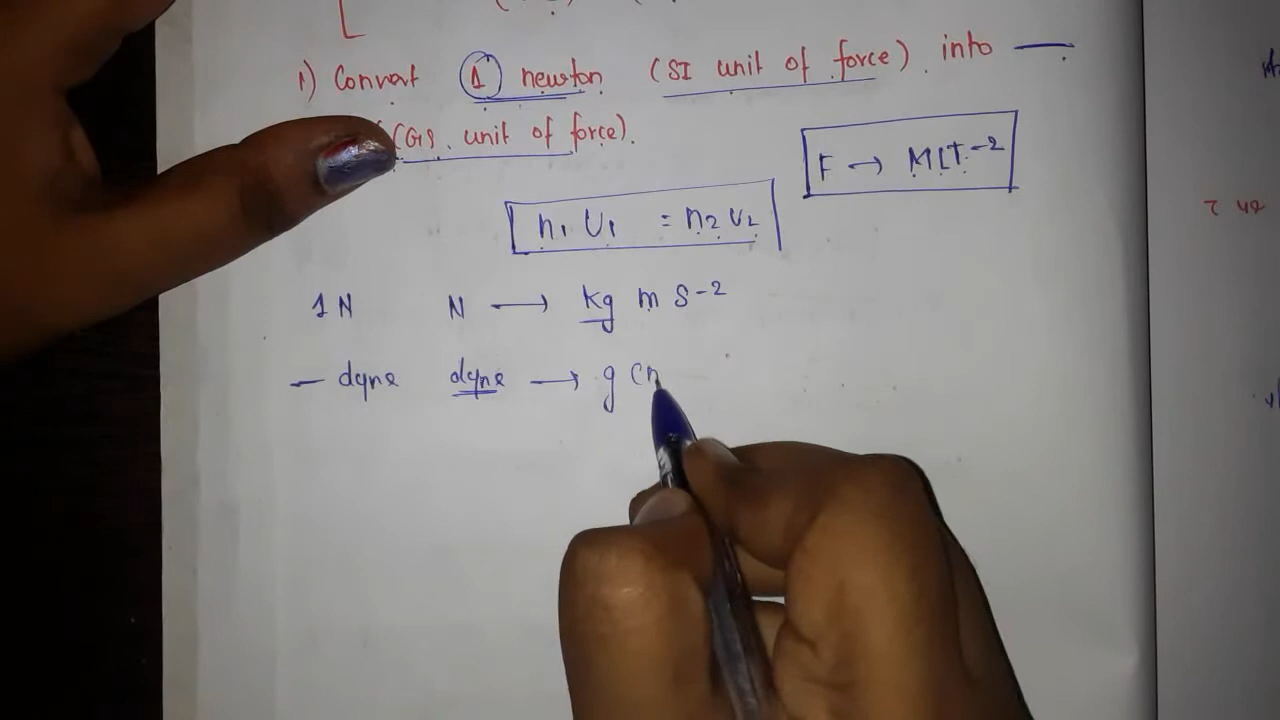 1) Convert 1 newton (SI unit of force). into —
(CGS. unit of force).
F → MLT-2
n1 U1 = n2 U2
1 N N → kg m S-2
— dyne dyne → g cm